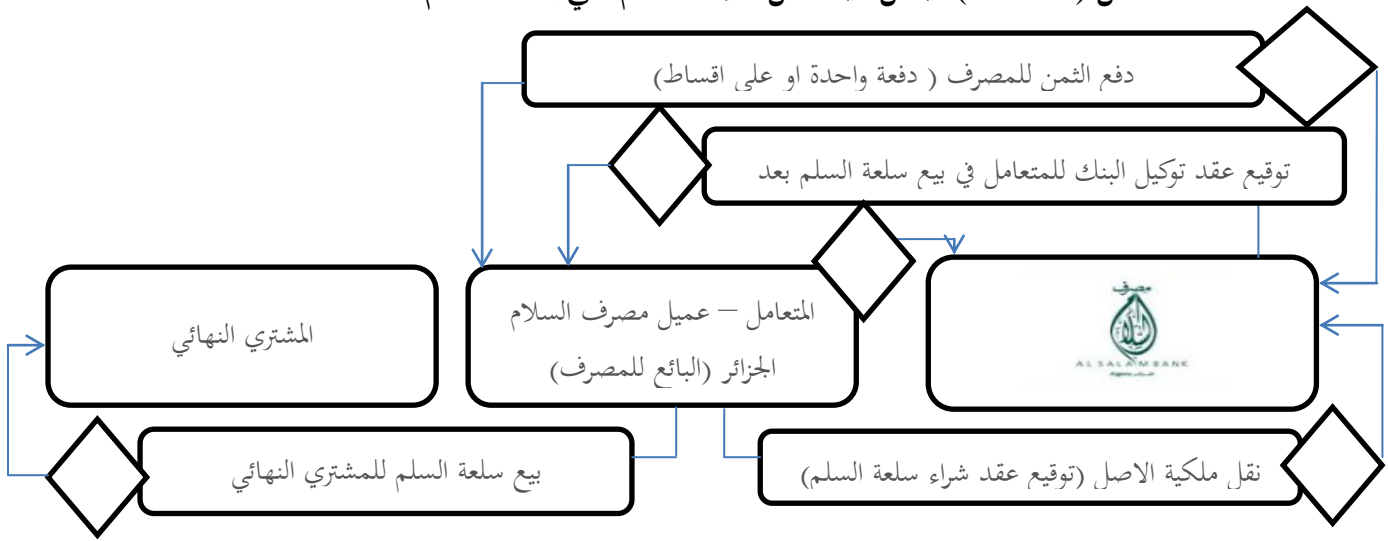 دفع الثمن للمصرف ( دفعة واحدة او على اقساط)
توقيع عقد توكيل البنك للمتعامل في بيع سلعة السلم بعد
مصرف
السلام
AL SALAM BANK
المتعامل – عميل مصرف السلام
الجزائر (البائع للمصرف)
المشتري النهائي
نقل ملكية الاصل (توقيع عقد شراء سلعة السلم)
بيع سلعة السلم للمشتري النهائي